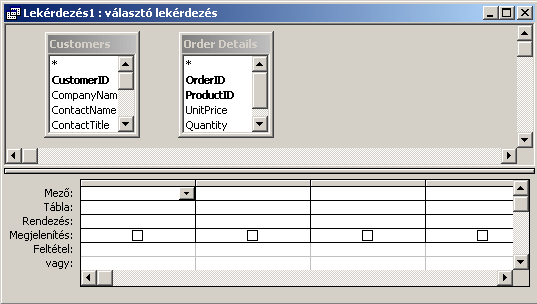 Lekérdezés1 : választó lekérdezés
Customers
*
CustomerID
CompanyNam
ContactName
ContactTitle
Order Details
*
OrderID
ProductID
UnitPrice
Quantity
Mező:
Tábla:
Rendezés:
Megjelenítés:
Feltétel:
vagy: